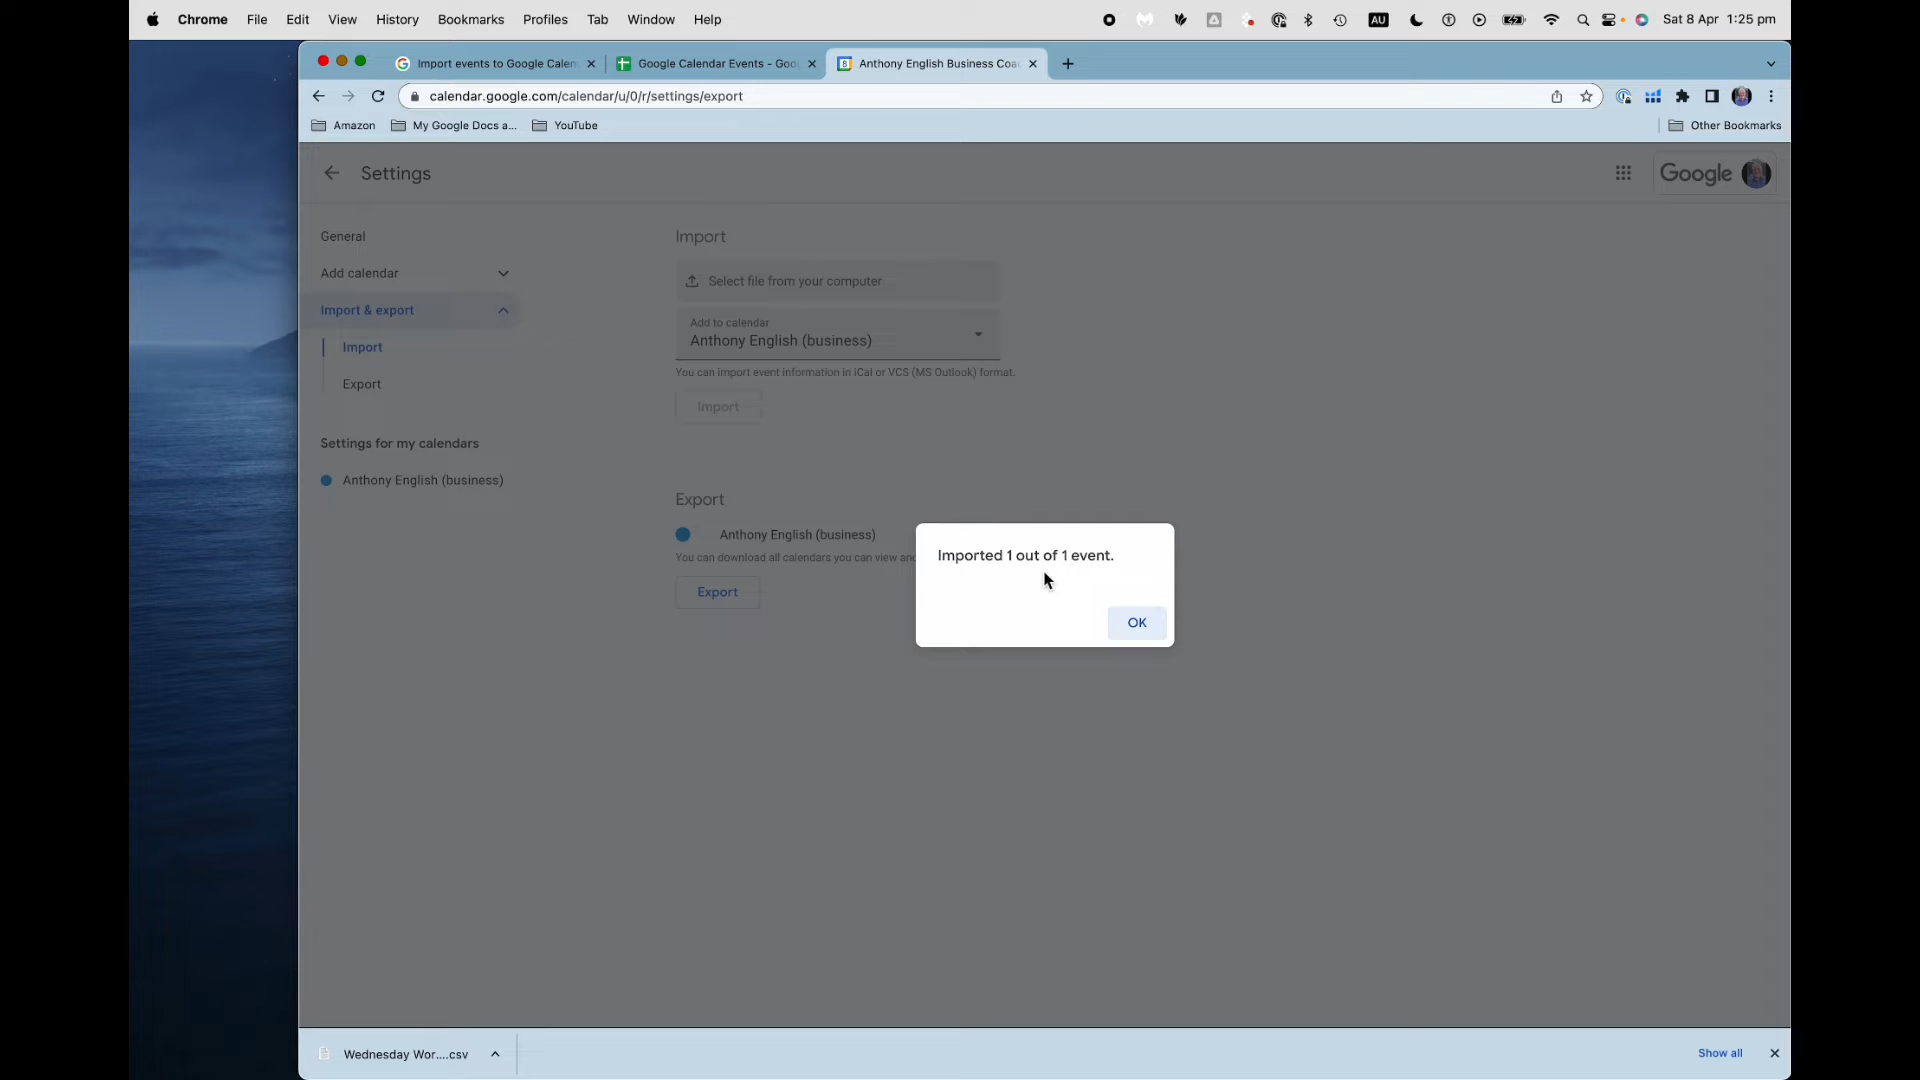 Chrome File Edit View History Bookmarks Profiles Tab Window Help AU Sat 8 Apr 1:25 pm
Import events to Google Calen Google Calendar Events - Goo Anthony English Business Coa
calendar.google.com/calendar/u/0/r/settings/export
Amazon My Google Docs a... YouTube Other Bookmarks
Settings Google
General
Add calendar
Import & export
Import
Export
Settings for my calendars
Anthony English (business)
Import
Select file from your computer
Add to calendar
Anthony English (business)
You can import event information in iCal or VCS (MS Outlook) format.
Import
Export
Anthony English (business)
You can download all calendars you can view and
Export
Imported 1 out of 1 event.
OK
Wednesday Wor....csv Show all